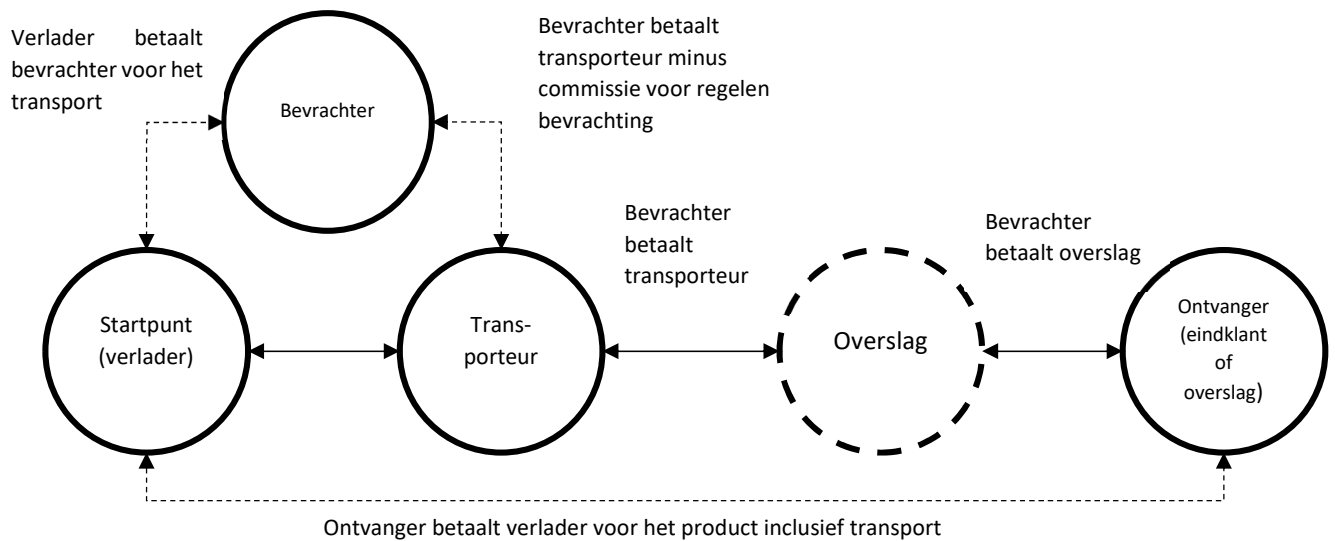 Verlader betaalt
bevrachter voor het
transport
Bevrachter
Bevrachter betaalt
transporteur minus
commissie voor regelen
bevrachting
Bevrachter
betaalt
transporteur
Bevrachter
betaalt overslag
Startpunt
(verlader)
Trans-
porteur
Overslag
Ontvanger
(eindklant
of
overslag)
Ontvanger betaalt verlader voor het product inclusief transport